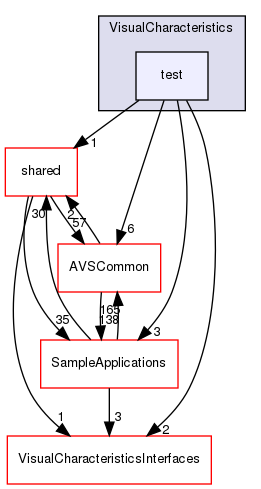 VisualCharacteristics
test
shared
1
30
2
57
6
AVSCommon
165
138
35
3
SampleApplications
1
3
2
VisualCharacteristicsInterfaces